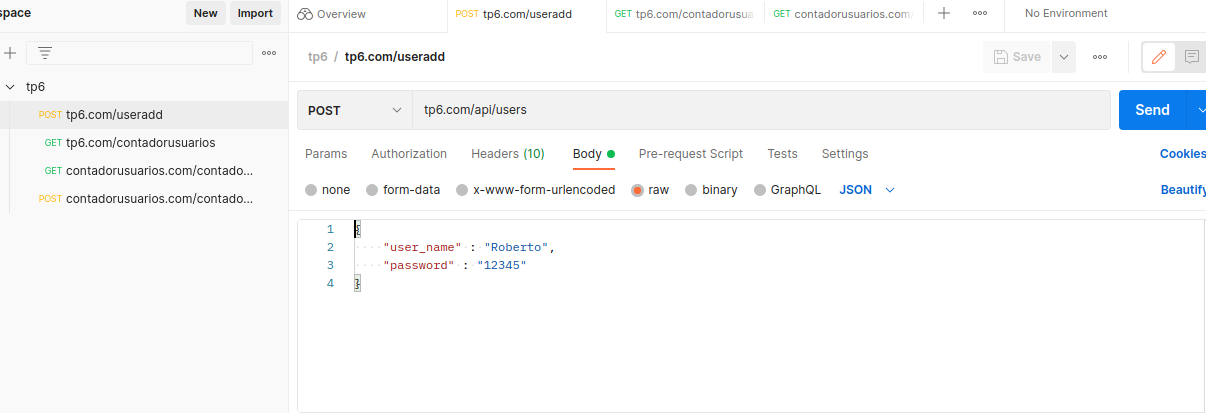 space New Import
Overview POST tp6.com/useradd GET tp6.com/contadorusua GET contadorusuarios.com/ No Environment
tp6 / tp6.com/useradd Save
tp6
POST tp6.com/useradd
GET tp6.com/contadorusuarios
GET contadorusuarios.com/contado...
POST contadorusuarios.com/contado...
POST tp6.com/api/users Send
Params Authorization Headers (10) Body Pre-request Script Tests Settings Cookies
none form-data x-www-form-urlencoded raw binary GraphQL JSON Beautify
1 {
2 "user_name" : "Roberto",
3 "password" : "12345"
4 }